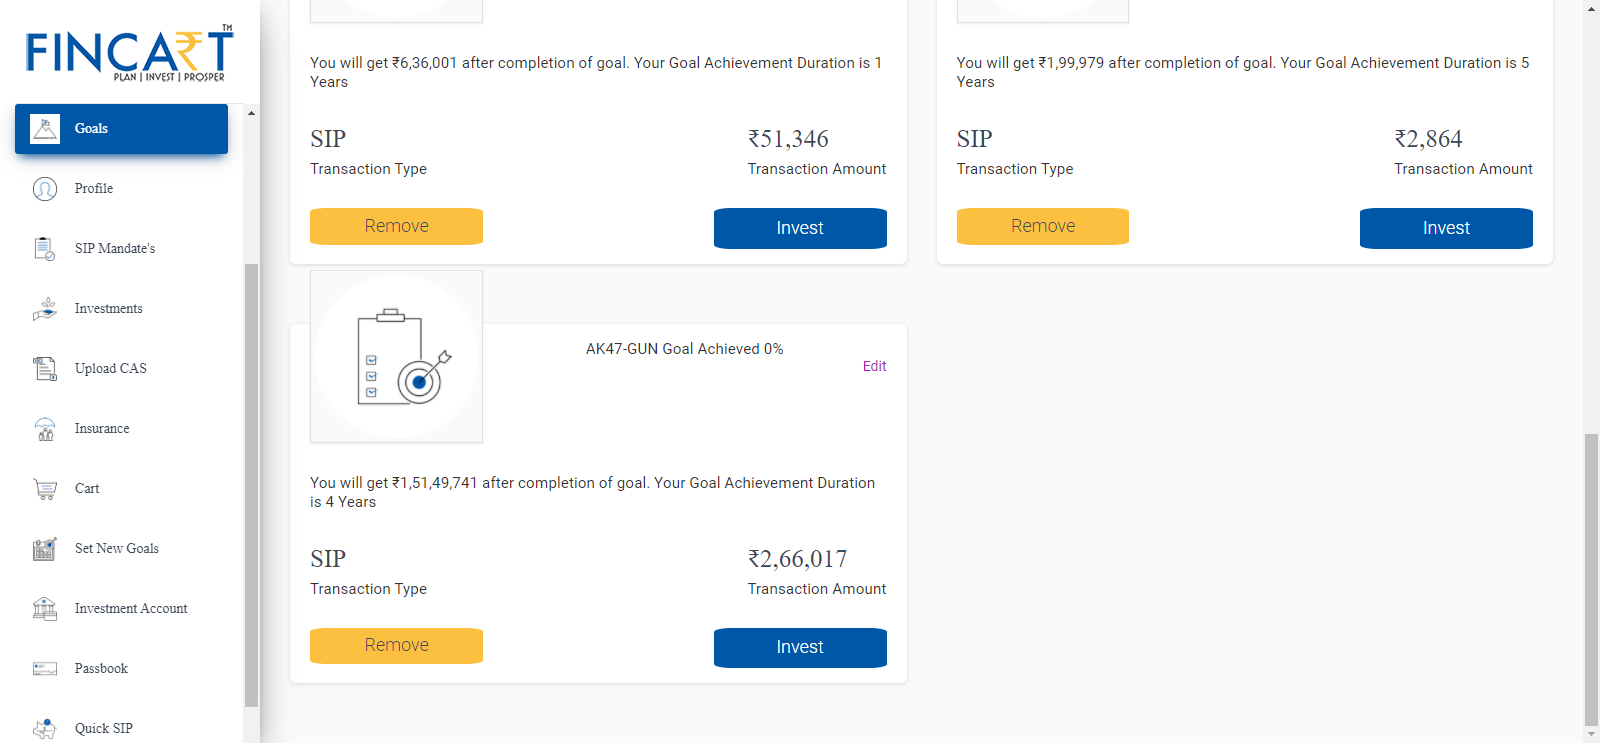 FINCART™
PLAN | INVEST | PROSPER
Goals
Profile
SIP Mandate's
Investments
Upload CAS
Insurance
Cart
Set New Goals
Investment Account
Passbook
Quick SIP
You will get ₹6,36,001 after completion of goal. Your Goal Achievement Duration is 1
Years
SIP
₹51,346
Transaction Type
Transaction Amount
Remove
Invest
You will get ₹1,99,979 after completion of goal. Your Goal Achievement Duration is 5
Years
SIP
₹2,864
Transaction Type
Transaction Amount
Remove
Invest
AK47-GUN Goal Achieved 0%
Edit
You will get ₹1,51,49,741 after completion of goal. Your Goal Achievement Duration
is 4 Years
SIP
₹2,66,017
Transaction Type
Transaction Amount
Remove
Invest